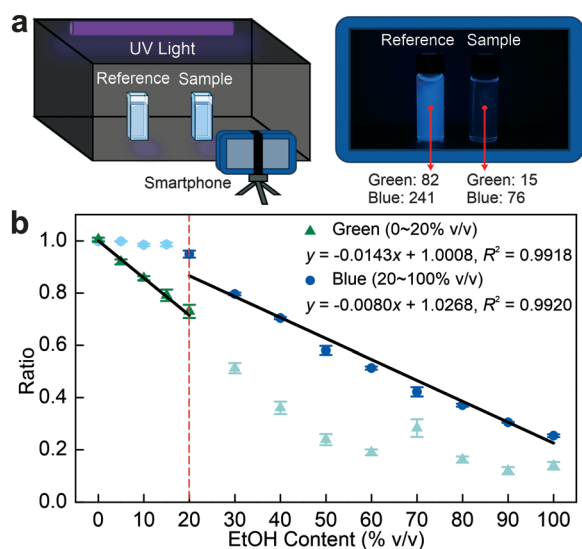 a
UV Light
Reference
Sample
Smartphone
Reference
Sample
Green: 82
Blue: 241
Green: 15
Blue: 76
b
Green (0~20% v/v)
y = -0.0143x + 1.0008, R² = 0.9918
Blue (20~100% v/v)
y = -0.0080x + 1.0268, R² = 0.9920
Ratio
1.0
0.8
0.6
0.4
0.2
0.0
0 10 20 30 40 50 60 70 80 90 100
EtOH Content (% v/v)